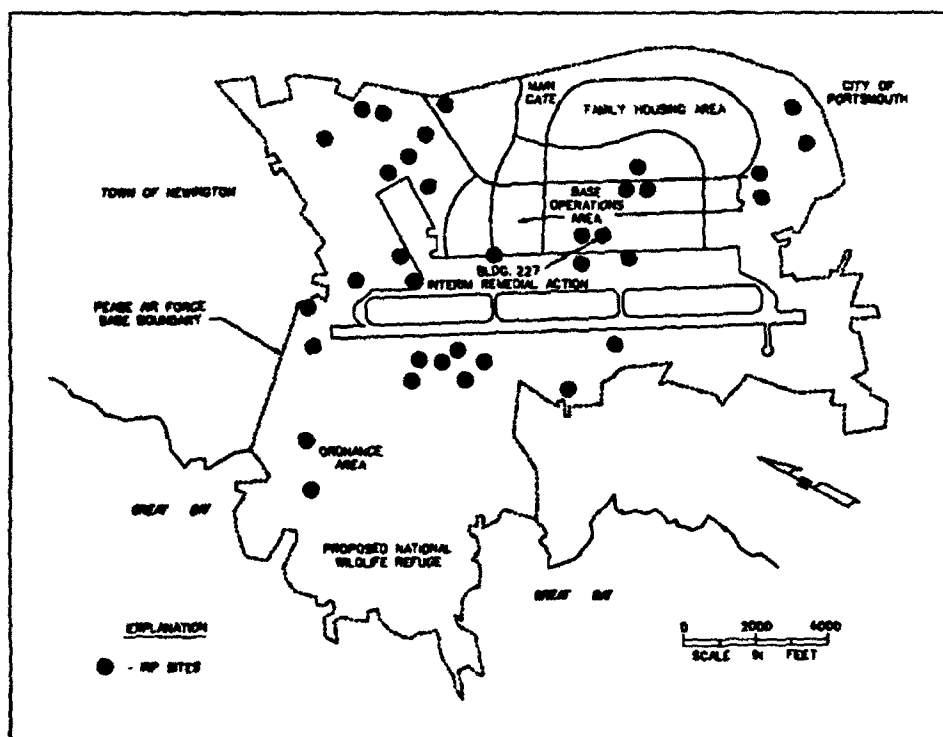 MAIN
GATE
CITY OF
PORTSMOUTH
FAMILY HOUSING AREA
TOWN OF NEWINGTON
BASE
OPERATIONS
AREA
BLDG. 227
INTERIM REMEDIAL ACTION
PEASE AIR FORCE
BASE BOUNDARY
ORDNANCE
AREA
GREAT BAY
PROPOSED NATIONAL
WILDLIFE REFUGE
GREAT BAY
EXPLANATION
- IRP SITES
0 2000 4000
SCALE IN FEET